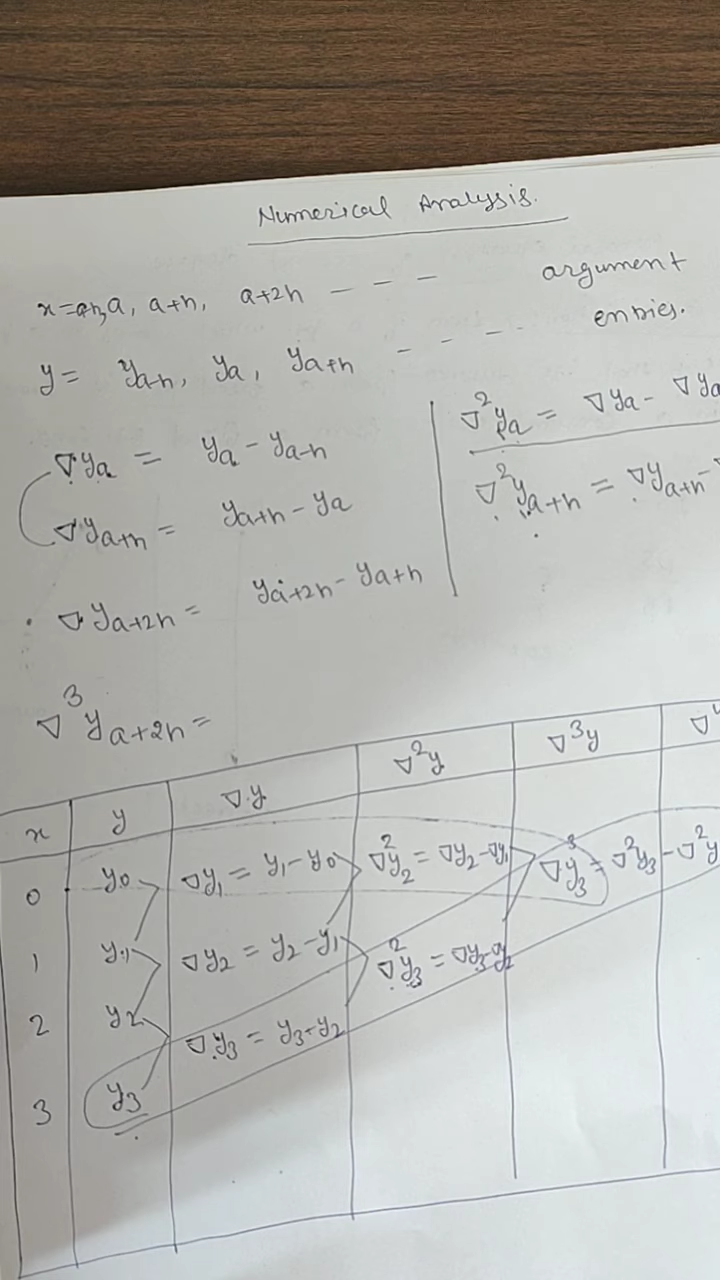 Numerical Analysis.
x = a-h, a, a+h, a+2h - - - argument
y = ya-h, ya, ya+h - - - - entries.
∇ya = ya - ya-h
∇ya+h = ya+h - ya
∇ya+2h = ya+2h - ya+h
∇²ya = ∇ya - ∇ya
∇²ya+h = ∇ya+h -
∇³ya+2h =
x y ∇y ∇²y ∇³y
0 y0 ∇y1 = y1 - y0 ∇²y2 = ∇y2 - ∇y1 ∇³y3 = ∇²y3 - ∇²y
1 y1 ∇y2 = y2 - y1 ∇²y3 = ∇y3 - y2
2 y2 ∇y3 = y3 - y2
3 y3